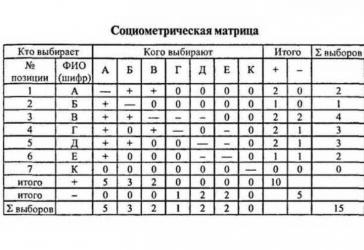 Социометрическая матрица
Кто выбирает Кого выбирают Итого Σ выборов
№ позиции ФИО (шифр) А Б В Г Д Е К + –
1 А — + + 0 0 0 0 2 0 2
2 Б + — 0 0 0 0 0 1 0 1
3 В + + — 0 – – 0 2 2 4
4 Г + 0 + — – 0 0 2 1 3
5 Д + + 0 0 — – 0 2 1 3
6 Е + 0 0 – — 0 1 1 2
7 К 0 0 0 0 0 0 — 0 0 0
итого + 5 3 2 0 0 0 0 10
итого – 0 0 0 1 2 2 0 5
Σ выборов 5 3 2 1 2 2 0 15